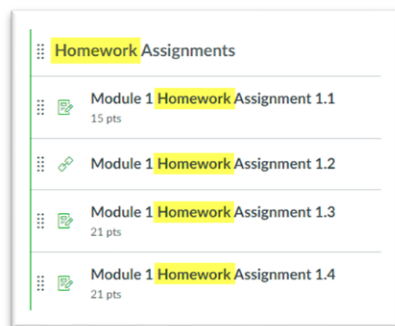 Homework Assignments
Module 1 Homework Assignment 1.1
15 pts
Module 1 Homework Assignment 1.2
Module 1 Homework Assignment 1.3
21 pts
Module 1 Homework Assignment 1.4
21 pts